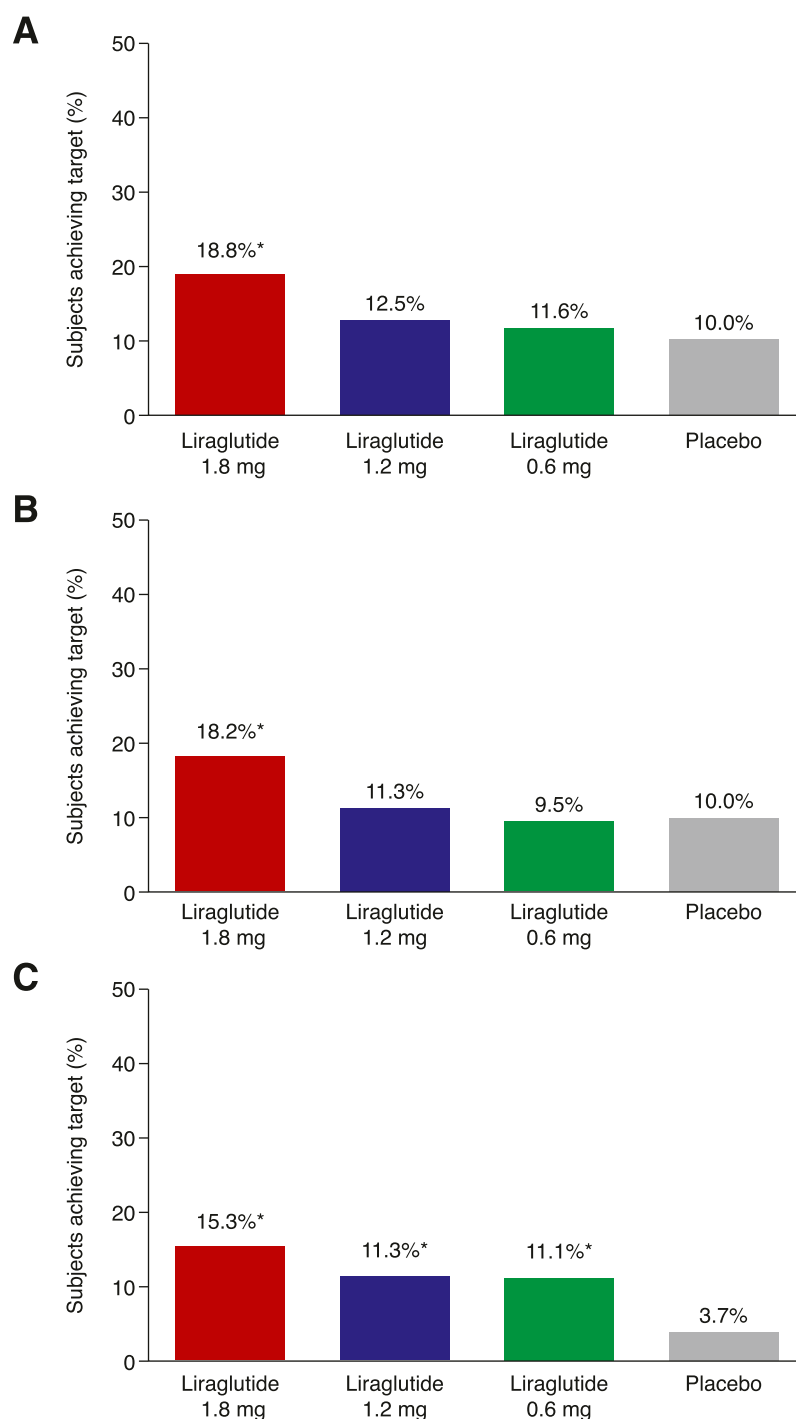 A
Subjects achieving target (%)
50
40
30
20
10
0
18.8%*
12.5%
11.6%
10.0%
Liraglutide
1.8 mg
Liraglutide
1.2 mg
Liraglutide
0.6 mg
Placebo
B
Subjects achieving target (%)
50
40
30
20
10
0
18.2%*
11.3%
9.5%
10.0%
Liraglutide
1.8 mg
Liraglutide
1.2 mg
Liraglutide
0.6 mg
Placebo
C
Subjects achieving target (%)
50
40
30
20
10
0
15.3%*
11.3%*
11.1%*
3.7%
Liraglutide
1.8 mg
Liraglutide
1.2 mg
Liraglutide
0.6 mg
Placebo